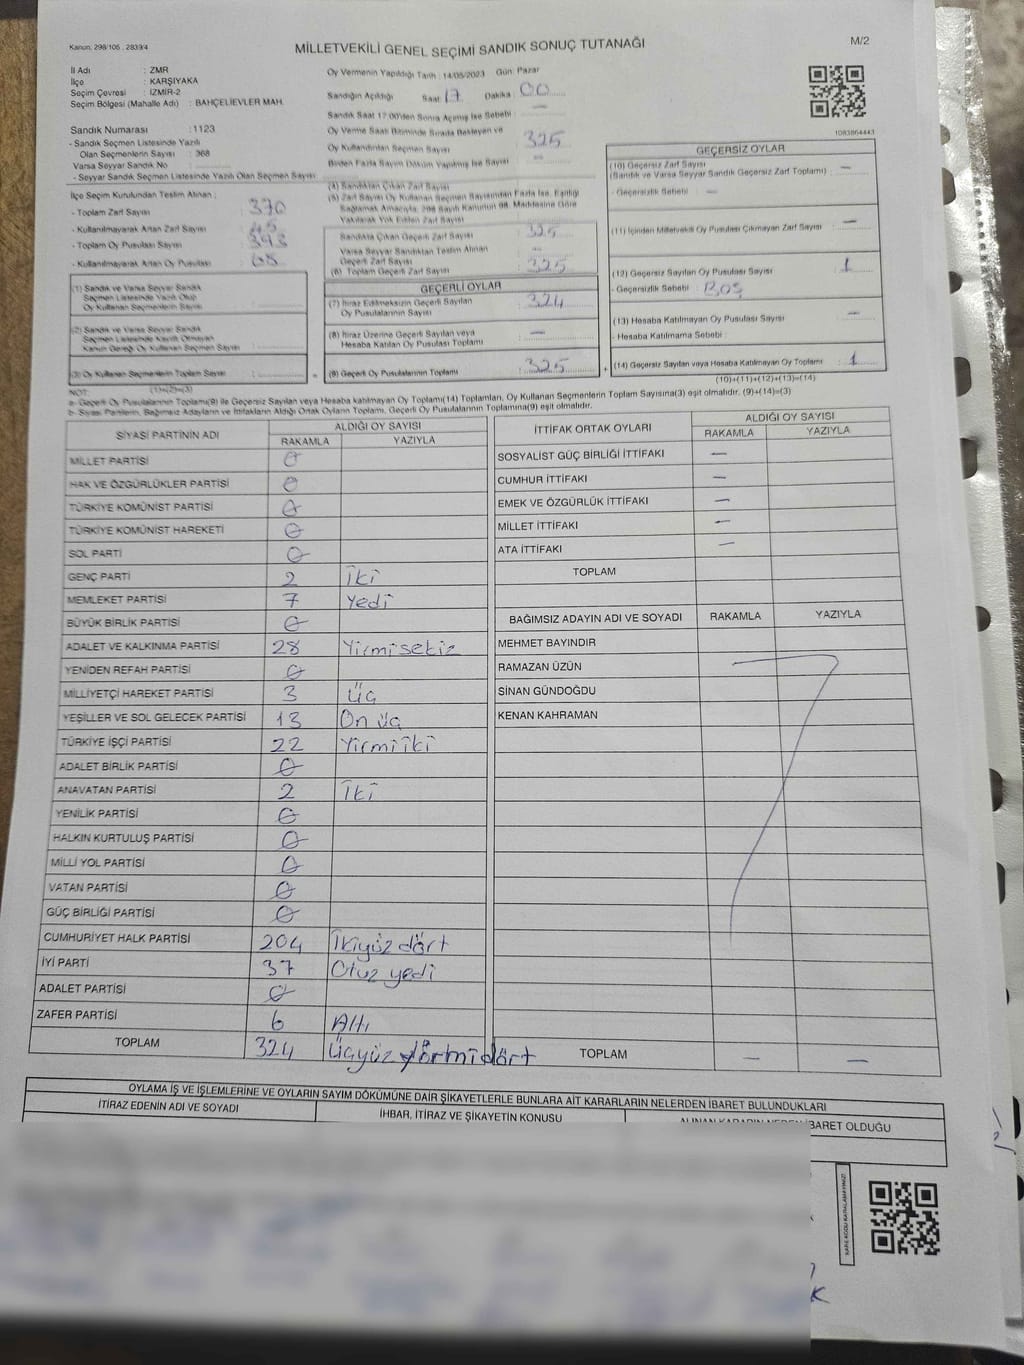 Kanun: 298/105, 2839/4
MİLLETVEKİLİ GENEL SEÇİMİ SANDIK SONUÇ TUTANAĞI
M/2
İl Adı : ZMR
İlçe : KARŞIYAKA
Seçim Çevresi : İZMİR-2
Seçim Bölgesi (Mahalle Adı) : BAHÇELİEVLER MAH.
Sandık Numarası : 1123
- Sandık Seçmen Listesinde Yazılı
Olan Seçmenlerin Sayısı : 368
Varsa Seyyar Sandık No :
- Seyyar Sandık Seçmen Listesinde Yazılı Olan Seçmen Sayısı :
Oy Vermenin Yapıldığı Tarih : 14/05/2023 Gün: Pazar
Sandığın Açıldığı Saat : 17 Dakika : 00
Sandık Saat 17:00'den Sonra Açılmış İse Sebebi : —
Oy Verme Saati Bitiminde Sırada Bekleyen ve
Oy Kullandırılan Seçmen Sayısı : 325
Birden Fazla Sayım Döküm Yapılmış İse Sayısı : —
1083864443
İlçe Seçim Kurulundan Teslim Alınan ;
- Toplam Zarf Sayısı : 370
- Kullanılmayarak Artan Zarf Sayısı : 45
- Toplam Oy Pusulası Sayısı : 393
- Kullanılmayarak Artan Oy Pusulası : 68
(1) Sandık ve Varsa Seyyar Sandık
Seçmen Listesinde Yazılı Olup
Oy Kullanan Seçmenlerin Sayısı :
(2) Sandık ve Varsa Seyyar Sandık
Seçmen Listesinde Kayıtlı Olmayan
Kanun Gereği Oy Kullanan Seçmen Sayısı :
(3) Oy Kullanan Seçmenlerin Toplam Sayısı :
(1)+(2)=(3)
(4) Sandıktan Çıkan Zarf Sayısı
(5) Zarf Sayısı Oy Kullanan Seçmen Sayısından Fazla İse, Eşitliği
Sağlamak Amacıyla, 298 Sayılı Kanunun 98. Maddesine Göre
Yakılarak Yok Edilen Zarf Sayısı
Sandıkta Çıkan Geçerli Zarf Sayısı : 325
Varsa Seyyar Sandıktan Teslim Alınan
Geçerli Zarf Sayısı : —
(6) Toplam Geçerli Zarf Sayısı : 325
GEÇERLİ OYLAR
(7) İtiraz Edilmeksizin Geçerli Sayılan
Oy Pusulalarının Sayısı : 324
(8) İtiraz Üzerine Geçerli Sayılan veya
Hesaba Katılan Oy Pusulası Toplamı : —
(9) Geçerli Oy Pusulalarının Toplamı : 325
GEÇERSİZ OYLAR
(10) Geçersiz Zarf Sayısı
(Sandık ve Varsa Seyyar Sandık Geçersiz Zarf Toplamı) : —
- Geçersizlik Sebebi : —
(11) İçinden Milletvekili Oy Pusulası Çıkmayan Zarf Sayısı : —
(12) Geçersiz Sayılan Oy Pusulası Sayısı : 1
- Geçersizlik Sebebi : BOŞ
(13) Hesaba Katılmayan Oy Pusulası Sayısı : —
- Hesaba Katılmama Sebebi :
(14) Geçersiz Sayılan veya Hesaba Katılmayan Oy Toplamı : 1
(10)+(11)+(12)+(13)=(14)
NOT:
a- Geçerli Oy Pusulalarının Toplamı(9) ile Geçersiz Sayılan veya Hesaba katılmayan Oy Toplamı(14) Toplamları, Oy Kullanan Seçmenlerin Toplam Sayısına(3) eşit olmalıdır. (9)+(14)=(3)
b- Siyasi Partilerin, Bağımsız Adayların ve İttifakların Aldığı Ortak Oyların Toplamı, Geçerli Oy Pusulalarının Toplamına(9) eşit olmalıdır.
SİYASİ PARTİNİN ADI ALDIĞI OY SAYISI
RAKAMLA YAZIYLA
MİLLET PARTİSİ 0
HAK VE ÖZGÜRLÜKLER PARTİSİ 0
TÜRKİYE KOMÜNİST PARTİSİ 0
TÜRKİYE KOMÜNİST HAREKETİ 0
SOL PARTİ 0
GENÇ PARTİ 2 iki
MEMLEKET PARTİSİ 7 Yedi
BÜYÜK BİRLİK PARTİSİ 0
ADALET VE KALKINMA PARTİSİ 28 Yirmisekiz
YENİDEN REFAH PARTİSİ 0
MİLLİYETÇİ HAREKET PARTİSİ 3 Üç
YEŞİLLER VE SOL GELECEK PARTİSİ 13 On üç
TÜRKİYE İŞÇİ PARTİSİ 22 Yirmi iki
ADALET BİRLİK PARTİSİ 0
ANAVATAN PARTİSİ 2 İki
YENİLİK PARTİSİ 0
HALKIN KURTULUŞ PARTİSİ 0
MİLLİ YOL PARTİSİ 0
VATAN PARTİSİ 0
GÜÇ BİRLİĞİ PARTİSİ 0
CUMHURİYET HALK PARTİSİ 204 İkiyüz dört
İYİ PARTİ 37 Otuz yedi
ADALET PARTİSİ 0
ZAFER PARTİSİ 6 Altı
TOPLAM 324 Üçyüz yirmidört
İTTİFAK ORTAK OYLARI ALDIĞI OY SAYISI
RAKAMLA YAZIYLA
SOSYALİST GÜÇ BİRLİĞİ İTTİFAKI —
CUMHUR İTTİFAKI —
EMEK VE ÖZGÜRLÜK İTTİFAKI —
MİLLET İTTİFAKI —
ATA İTTİFAKI —
TOPLAM
BAĞIMSIZ ADAYIN ADI VE SOYADI RAKAMLA YAZIYLA
MEHMET BAYINDIR
RAMAZAN ÜZÜN
SİNAN GÜNDOĞDU
KENAN KAHRAMAN
TOPLAM — —
OYLAMA İŞ VE İŞLEMLERİNE VE OYLARIN SAYIM DÖKÜMÜNE DAİR ŞİKAYETLERLE BUNLARA AİT KARARLARIN NELERDEN İBARET BULUNDUKLARI
İTİRAZ EDENİN ADI VE SOYADI
İHBAR, İTİRAZ VE ŞİKAYETİN KONUSU
ALINAN KARARIN NEDEN İBARET OLDUĞU